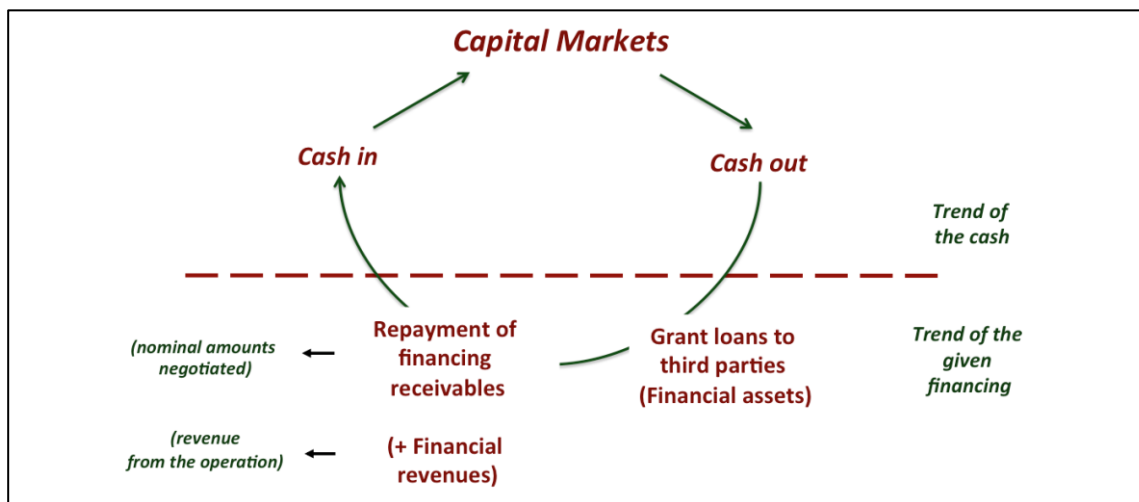 Capital Markets
Cash in
Cash out
Trend of
the cash
Repayment of
financing
receivables
Grant loans to
third parties
(Financial assets)
Trend of the
given
financing
(nominal amounts
negotiated)
(revenue
from the operation)
(+ Financial
revenues)